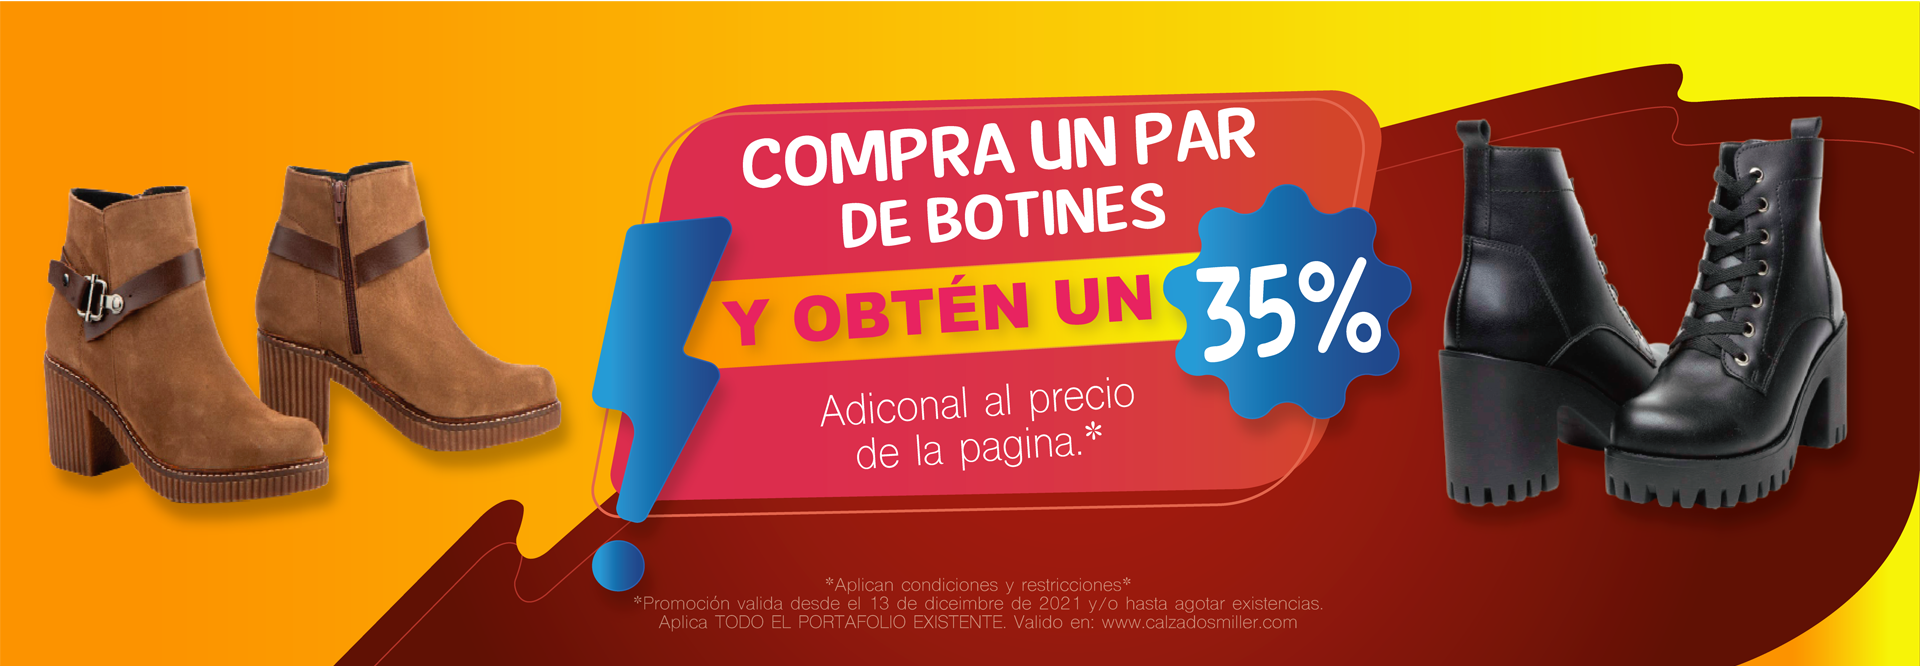 COMPRA UN PAR
DE BOTINES
Y OBTÉN UN 35%
Adiconal al precio
de la pagina.*
*Aplican condiciones y restricciones*
*Promoción valida desde el 13 de diceimbre de 2021 y/o hasta agotar existencias.
Aplica TODO EL PORTAFOLIO EXISTENTE. Valido en: www.calzadosmiller.com